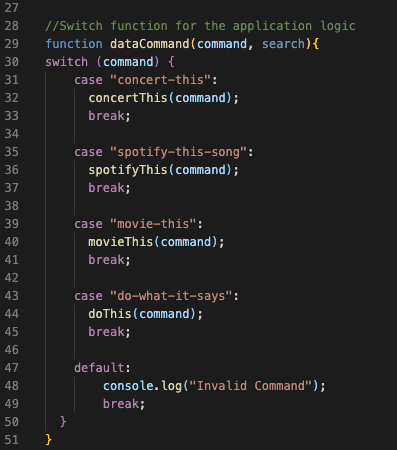 27
28 //Switch function for the application logic
29 function dataCommand(command, search){
30 switch (command) {
31     case "concert-this":
32       concertThis(command);
33       break;
34
35     case "spotify-this-song":
36       spotifyThis(command);
37       break;
38
39     case "movie-this":
40       movieThis(command);
41       break;
42
43     case "do-what-it-says":
44       doThis(command);
45       break;
46
47     default:
48         console.log("Invalid Command");
49         break;
50   }
51 }